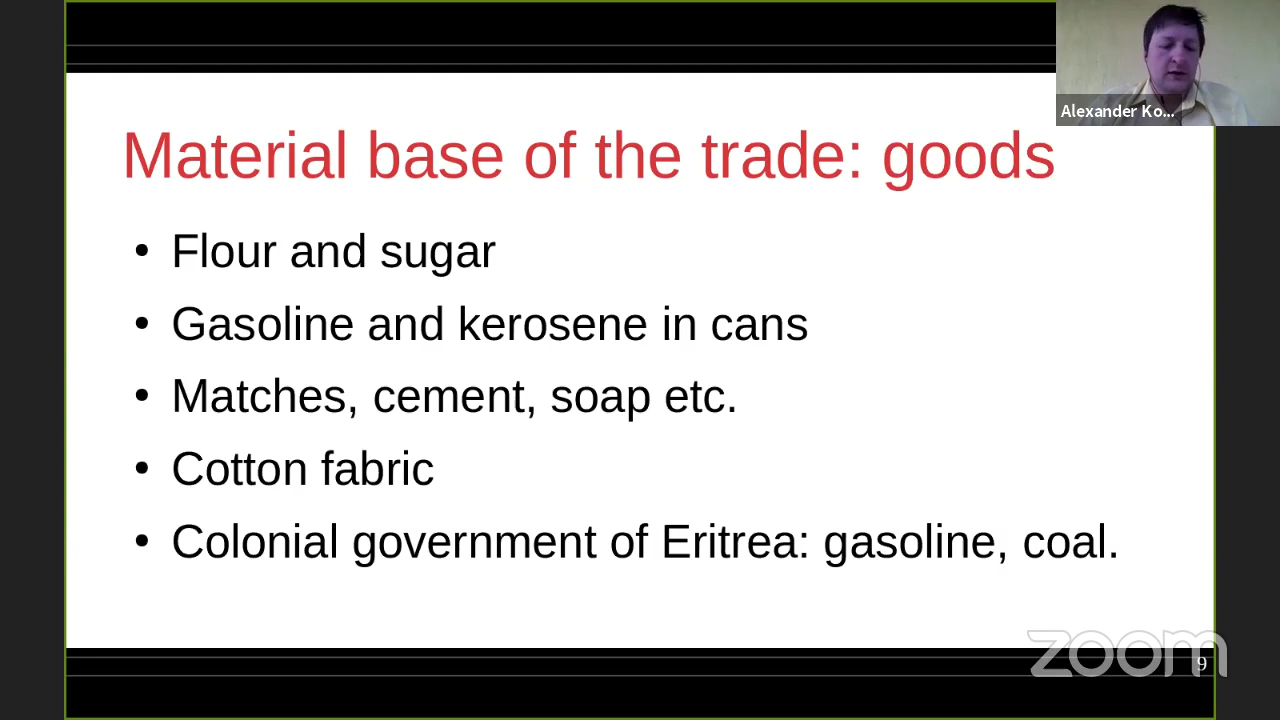 Alexander Ko...
Material base of the trade: goods
• Flour and sugar
• Gasoline and kerosene in cans
• Matches, cement, soap etc.
• Cotton fabric
• Colonial government of Eritrea: gasoline, coal.
zoom
9